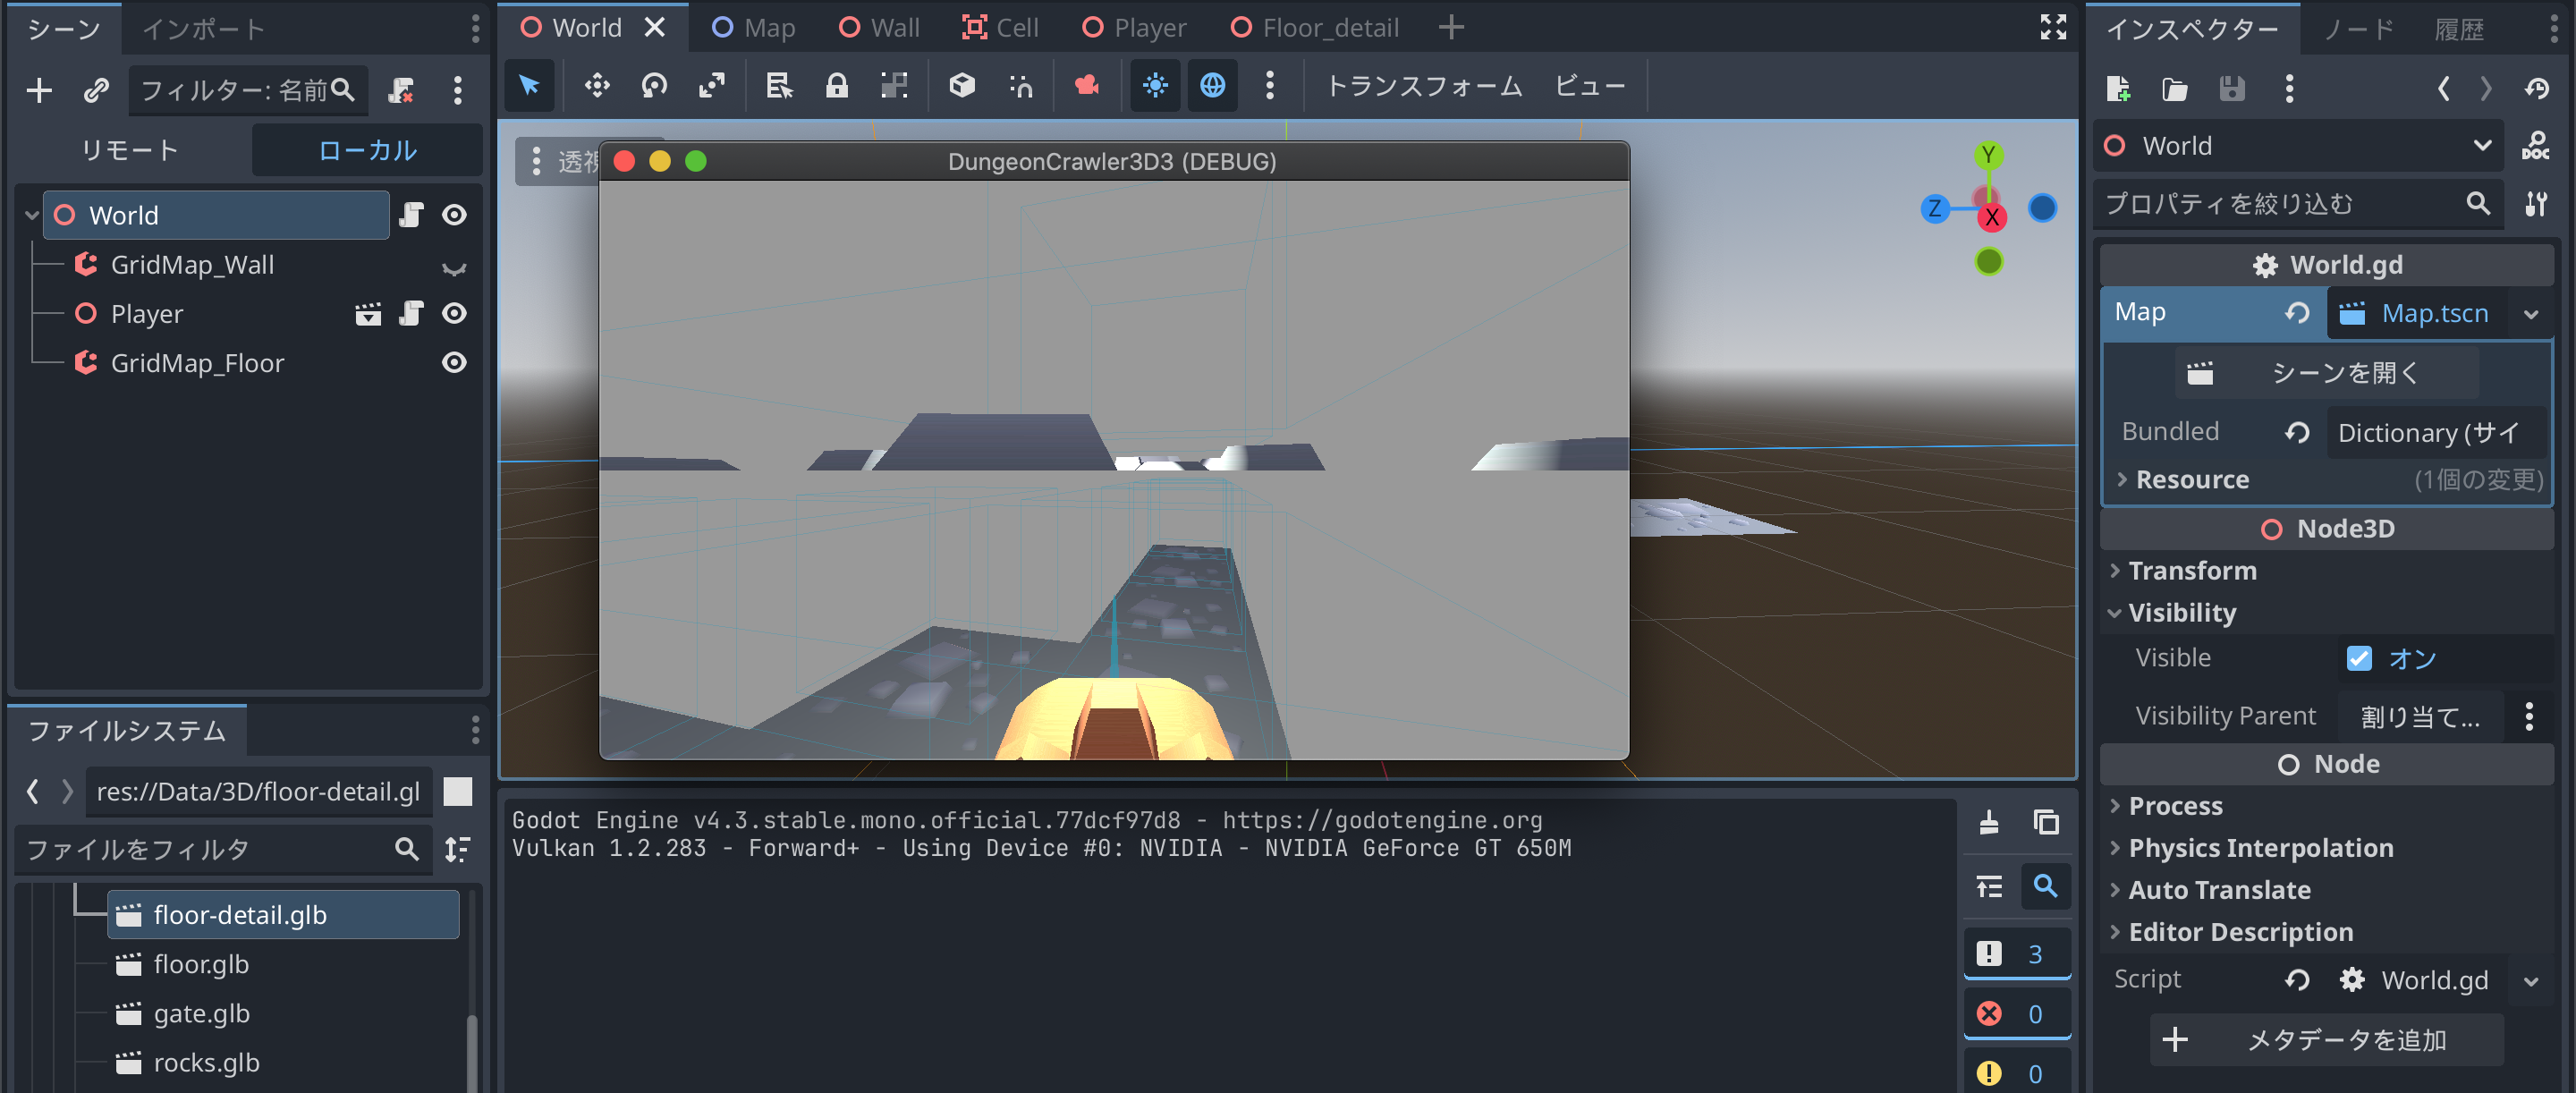 シーン
インポート
フィルター: 名前
リモート
ローカル
World
GridMap_Wall
Player
GridMap_Floor
ファイルシステム
res://Data/3D/floor-detail.gl
ファイルをフィルタ
floor-detail.glb
floor.glb
gate.glb
rocks.glb
World
Map
Wall
Cell
Player
Floor_detail
トランスフォーム
ビュー
透視
DungeonCrawler3D3 (DEBUG)
Y
Z
X
Godot Engine v4.3.stable.mono.official.77dcf97d8 - https://godotengine.org
Vulkan 1.2.283 - Forward+ - Using Device #0: NVIDIA - NVIDIA GeForce GT 650M
3
0
0
インスペクター
ノード
履歴
World
DOC
プロパティを絞り込む
World.gd
Map
Map.tscn
シーンを開く
Bundled
Dictionary (サイ
Resource
(1個の変更)
Node3D
Transform
Visibility
Visible
オン
Visibility Parent
割り当て...
Node
Process
Physics Interpolation
Auto Translate
Editor Description
Script
World.gd
メタデータを追加